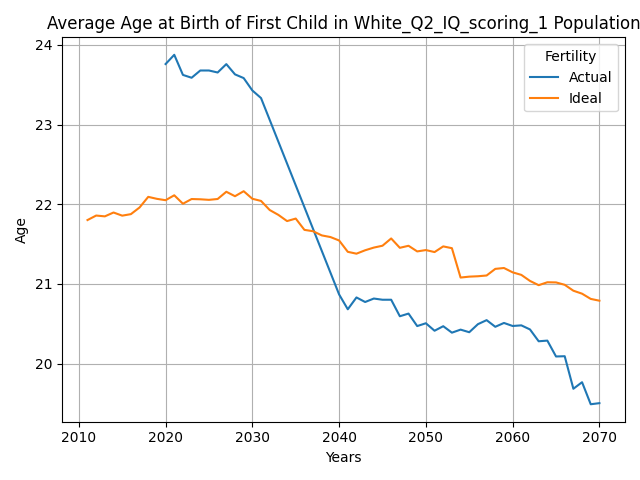 Average Age at Birth of First Child in White_Q2_IQ_scoring_1 Population
Fertility
Actual
Ideal
24
23
22
21
20
Age
2010
2020
2030
2040
2050
2060
2070
Years